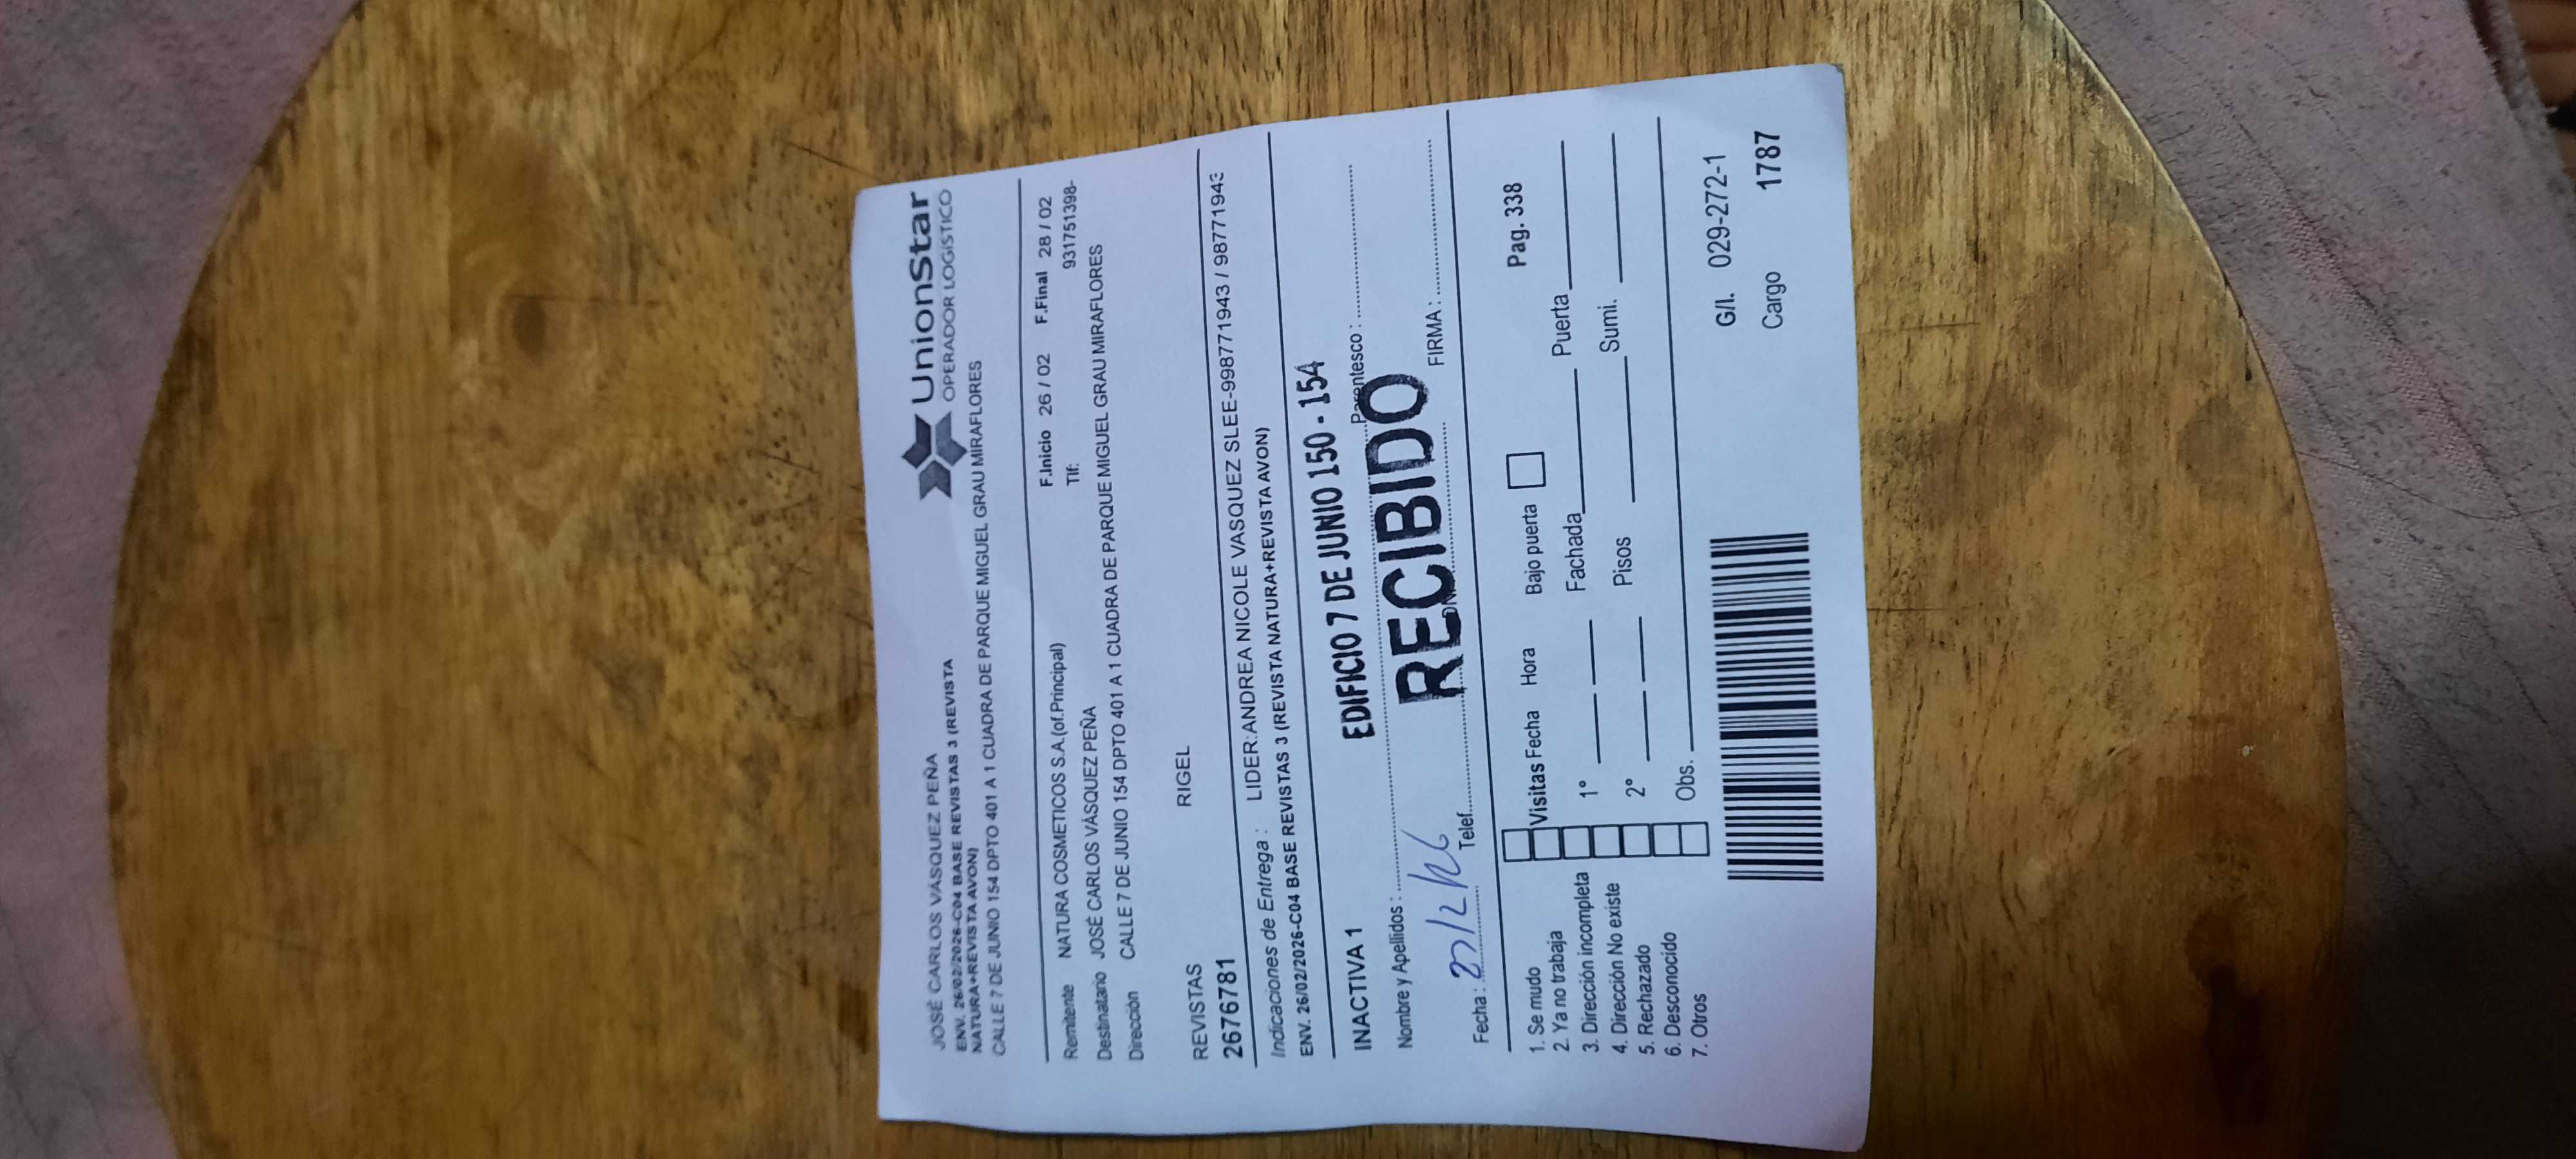 UnionStar
OPERADOR LOGÍSTICO
JOSÉ CARLOS VÁSQUEZ PEÑA
ENV. 26/02/2026-C04 BASE REVISTAS 3 (REVISTA
NATURA+REVISTA AVON)
CALLE 7 DE JUNIO 154 DPTO 401 A 1 CUADRA DE PARQUE MIGUEL GRAU MIRAFLORES
Remitente NATURA COSMETICOS S.A.(of.Principal) F.Inicio 26 / 02 F.Final 28 / 02
Destinatario JOSÉ CARLOS VÁSQUEZ PEÑA Tlf: 931751398-
Dirección CALLE 7 DE JUNIO 154 DPTO 401 A 1 CUADRA DE PARQUE MIGUEL GRAU MIRAFLORES
REVISTAS RIGEL
2676781
Indicaciones de Entrega : LIDER:ANDREA NICOLE VASQUEZ SLEE-998771943 / 98771943
ENV. 26/02/2026-C04 BASE REVISTAS 3 (REVISTA NATURA+REVISTA AVON)
INACTIVA 1 EDIFICIO 7 DE JUNIO 150 - 154
Nombre y Apellidos : Parentesco :
RECIBIDO
Fecha : Telef. FIRMA :
1. Se mudo Visitas Fecha Hora Bajo puerta Pag. 338
2. Ya no trabaja 1° Fachada Puerta
3. Dirección incompleta
4. Dirección No existe 2° Pisos Sumi.
5. Rechazado
6. Desconocido Obs.
7. Otros
G/I. 029-272-1
Cargo 1787